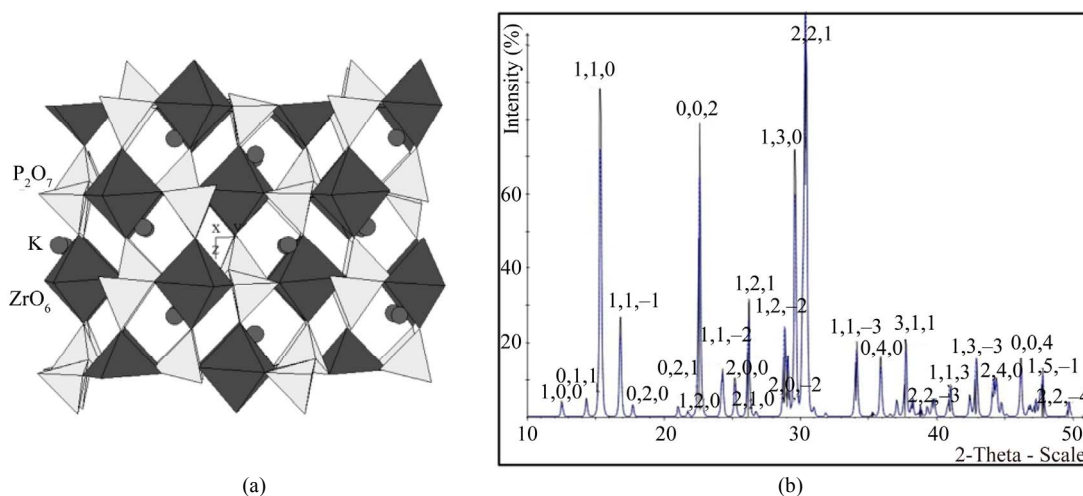 P2O7
K
ZrO6
x
z
(a)
Intensity (%)
60
40
20
1,0,0
0,1,1
1,1,0
1,1,–1
0,2,0
0,2,1
1,2,0
0,0,2
1,1,–2
2,0,0
2,1,0
1,2,1
1,2,–2
2,0,–2
1,3,0
2,2,1
1,1,–3
0,4,0
3,1,1
2,2,–3
1,1,3
1,3,–3
2,4,0
0,0,4
1,5,–1
2,2,–4
10 20 30 40 50
2-Theta - Scale
(b)